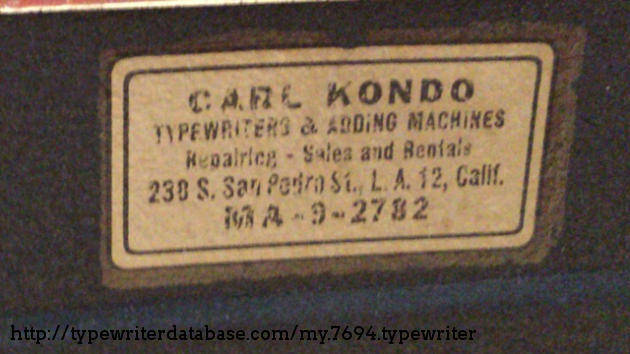 CARL KONDO
TYPEWRITERS & ADDING MACHINES
Repairing - Sales and Rentals
238 S. San Pedro St., L. A. 12, Calif.
MA-9-2782
http://typewriterdatabase.com/my.7694.typewriter